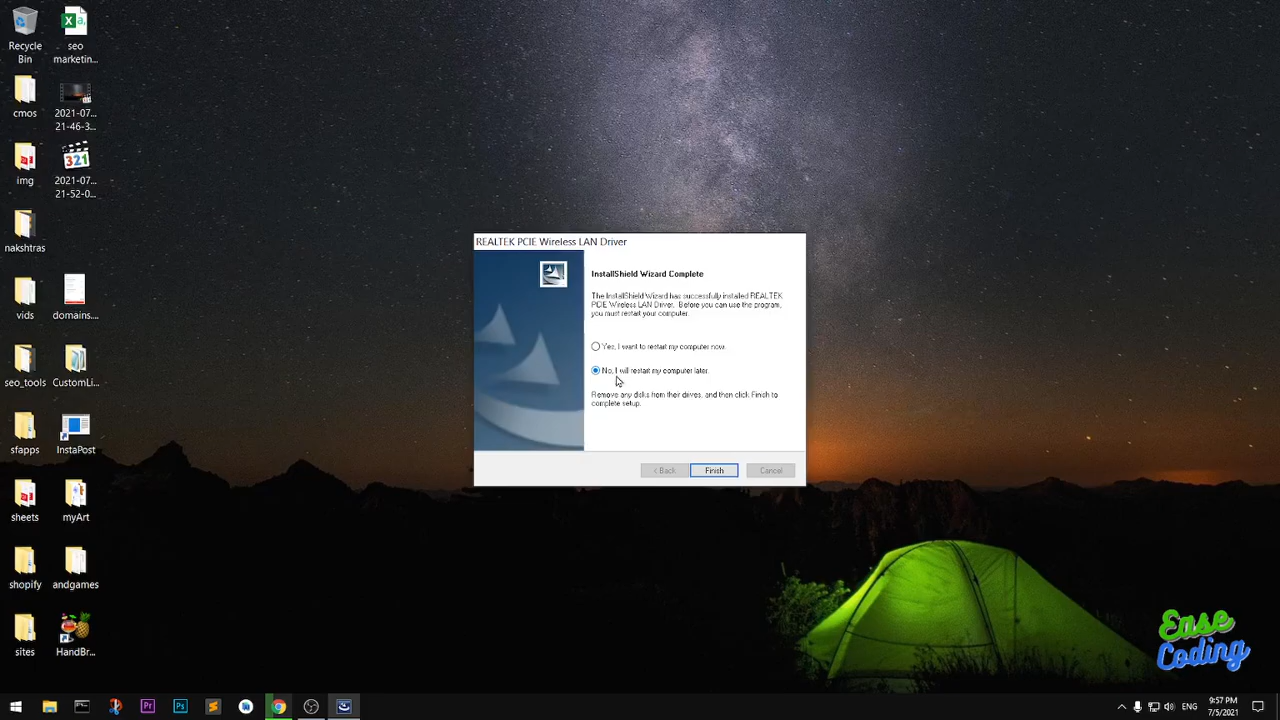 Recycle
Bin
seo
marketin...
cmos
2021-07...
21-46-3...
img
321
2021-07...
21-52-0...
nakshtras
vids
domains...
seo_tools
CustomLi...
sfapps
InstaPost
sheets
myArt
shopify
andgames
sites
HandBr...
REALTEK PCIE Wireless LAN Driver
InstallShield Wizard Complete
The InstallShield Wizard has successfully installed REALTEK
PCIE Wireless LAN Driver. Before you can use the program,
you must restart your computer.
Yes, I want to restart my computer now.
No, I will restart my computer later.
Remove any disks from their drives, and then click Finish to
complete setup.
< Back
Finish
Cancel
Ease
Coding
Pr
Ps
ENG
9:57 PM
7/5/2021